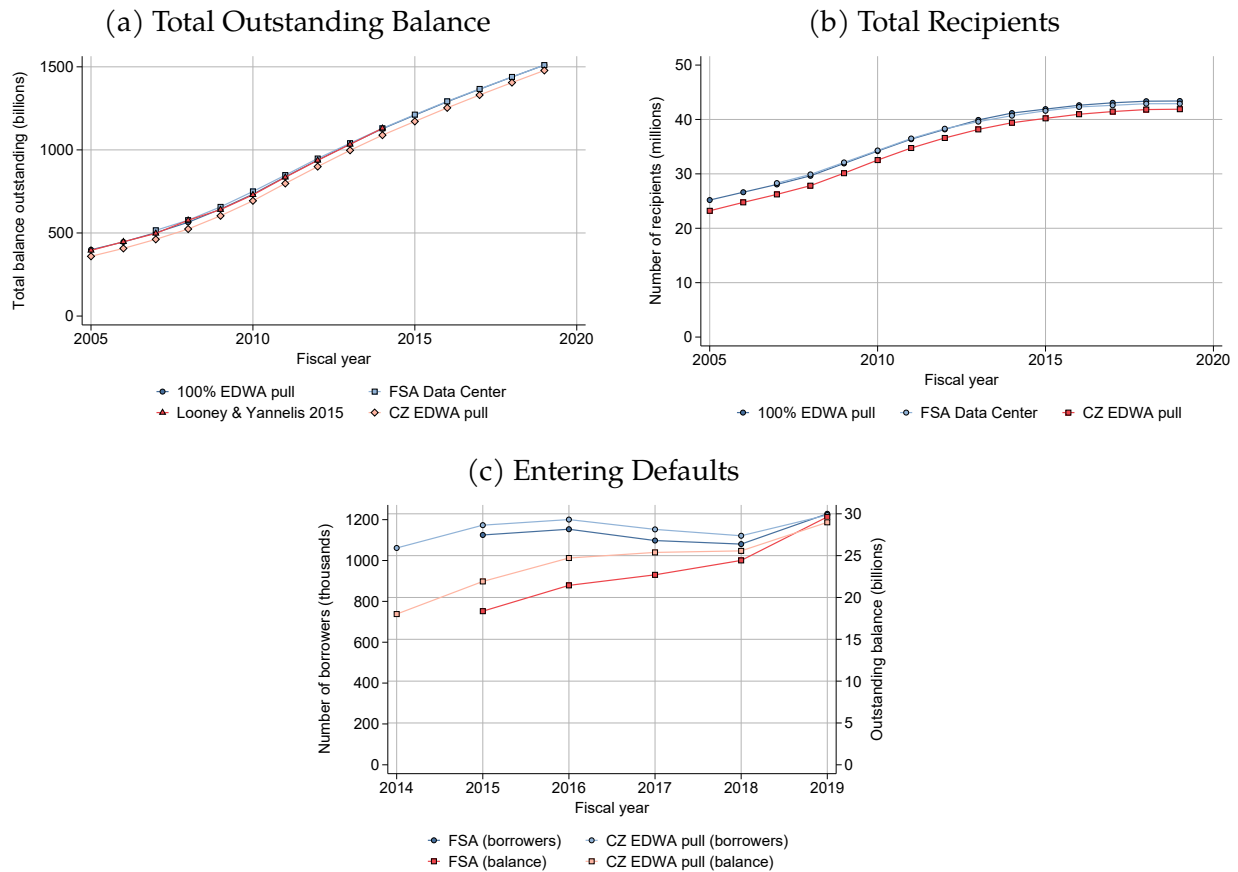 (a) Total Outstanding Balance
Total balance outstanding (billions)
1500
1000
500
0
2005 2010 2015 2020
Fiscal year
100% EDWA pull FSA Data Center
Looney & Yannelis 2015 CZ EDWA pull
(b) Total Recipients
Number of recipients (millions)
50
40
30
20
10
0
2005 2010 2015 2020
Fiscal year
100% EDWA pull FSA Data Center CZ EDWA pull
(c) Entering Defaults
Number of borrowers (thousands)
1200
1000
800
600
400
200
0
30
25
20
15
10
5
0
Outstanding balance (billions)
2014 2015 2016 2017 2018 2019
Fiscal year
FSA (borrowers) CZ EDWA pull (borrowers)
FSA (balance) CZ EDWA pull (balance)